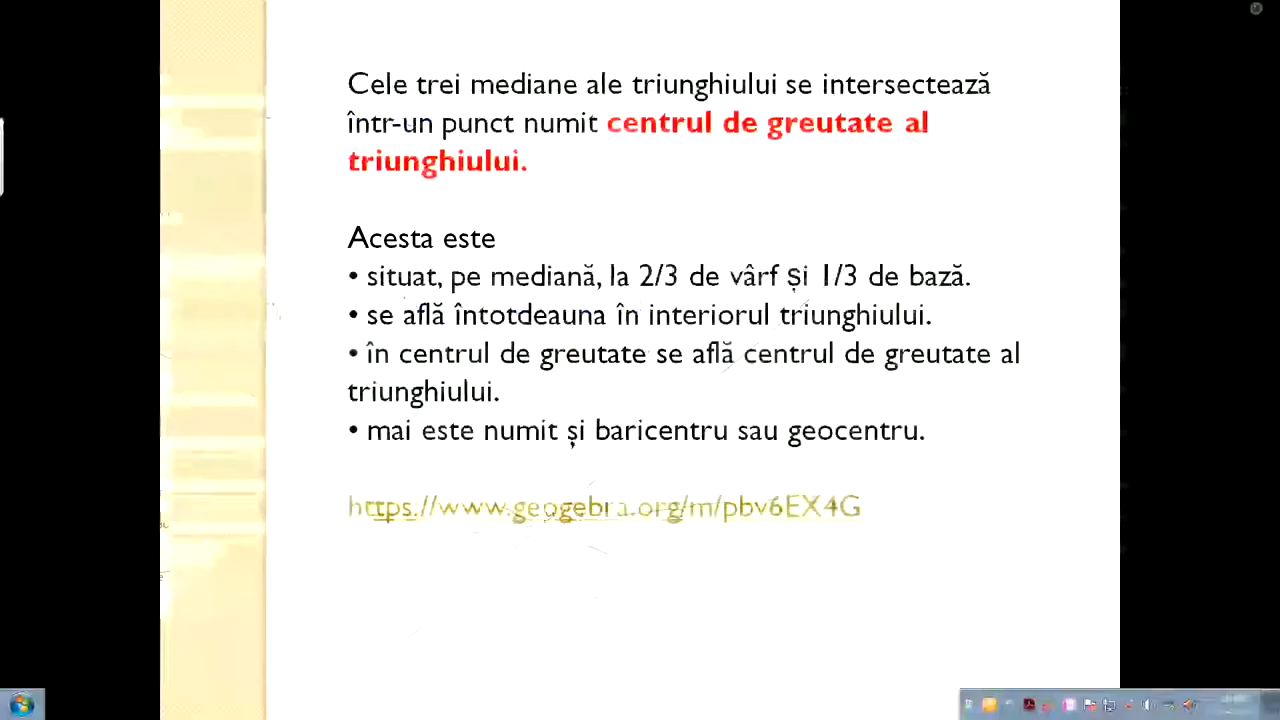 Cele trei mediane ale triunghiului se intersectează
într-un punct numit centrul de greutate al
triunghiului.
Acesta este
• situat, pe mediană, la 2/3 de vârf și 1/3 de bază.
• se află întotdeauna în interiorul triunghiului.
• în centrul de greutate se află centrul de greutate al
triunghiului.
• mai este numit și baricentru sau geocentru.
https://www.geogebra.org/m/pbv6EX4G